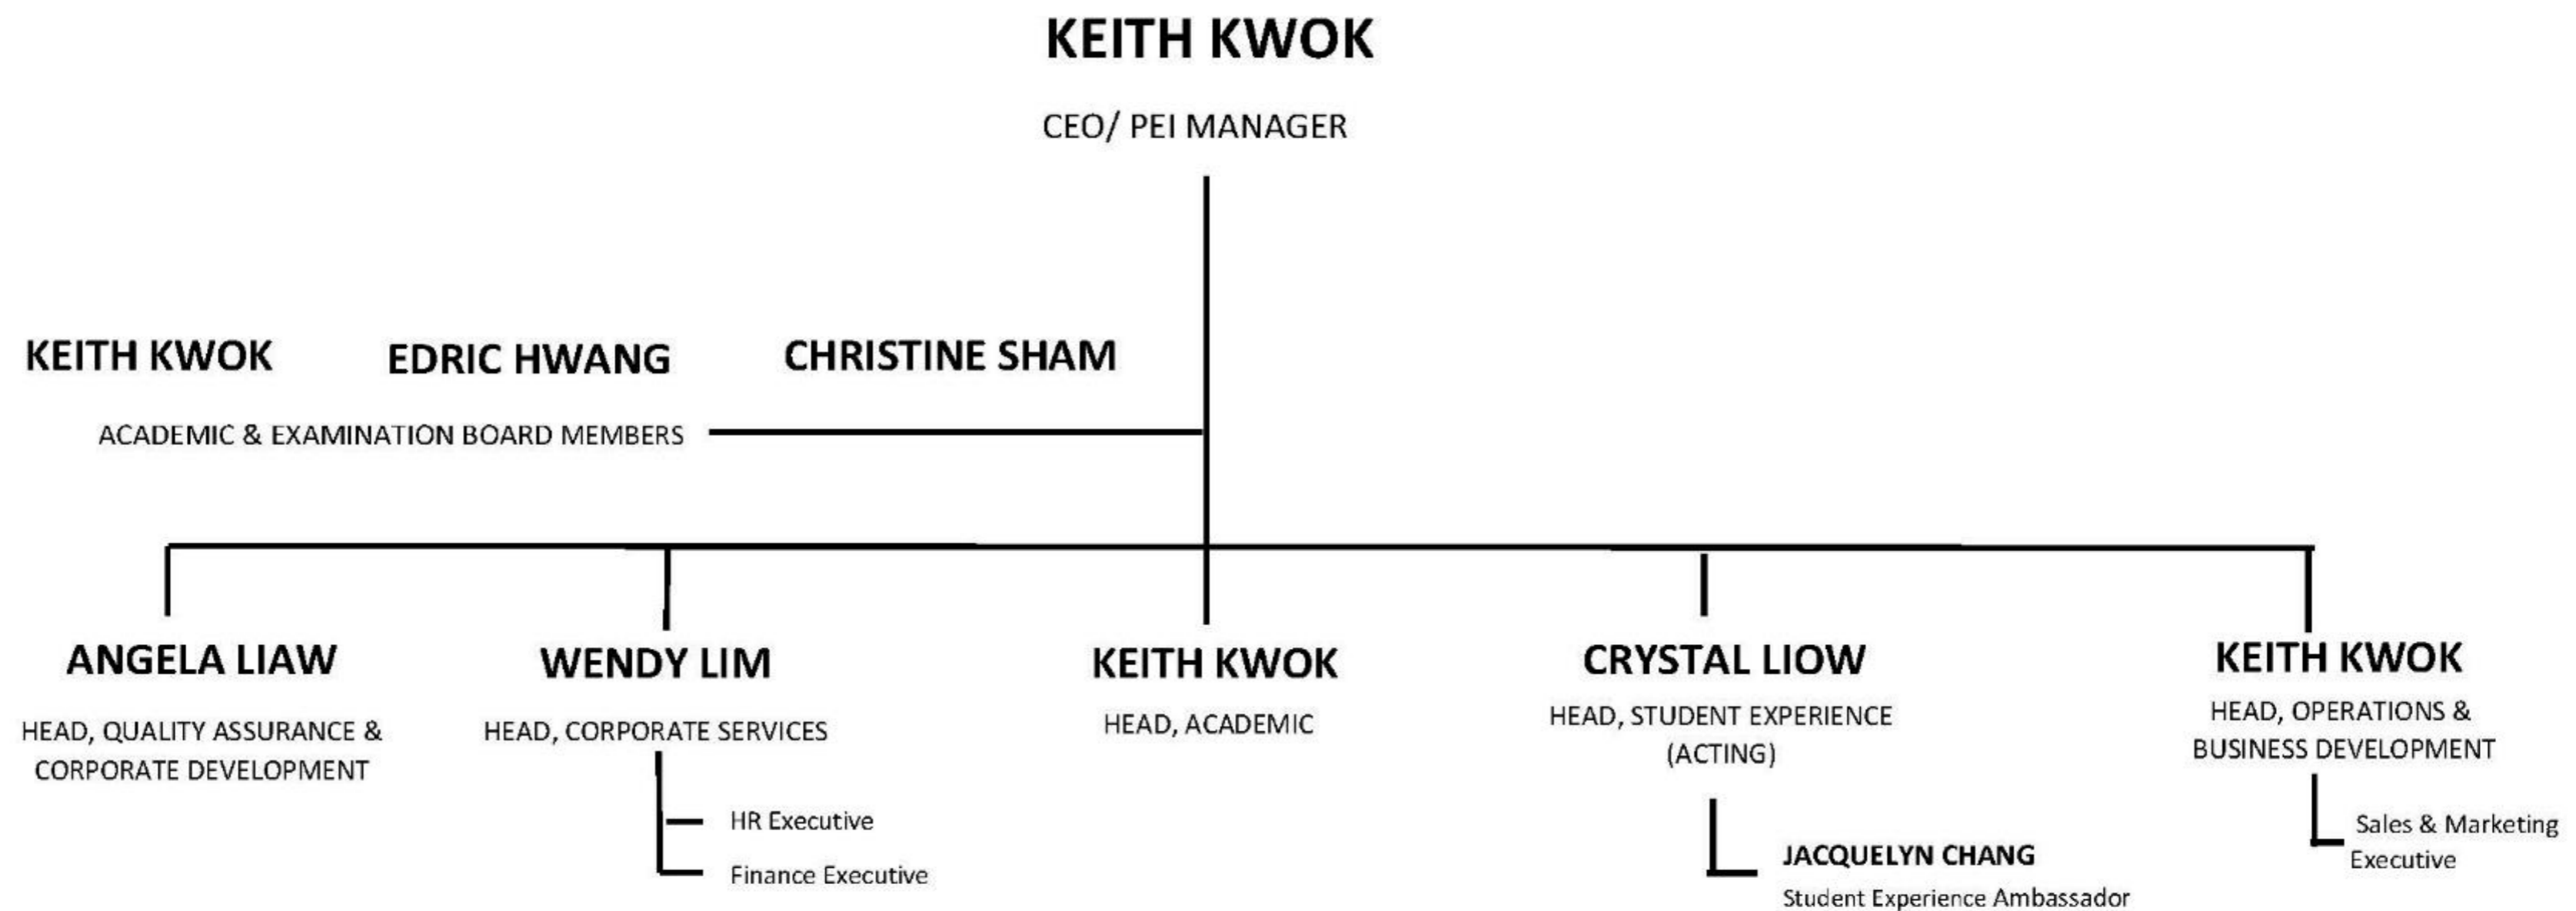 KEITH KWOK
CEO/ PEI MANAGER
KEITH KWOK
EDRIC HWANG
CHRISTINE SHAM
ACADEMIC & EXAMINATION BOARD MEMBERS
ANGELA LIAW
HEAD, QUALITY ASSURANCE &
CORPORATE DEVELOPMENT
WENDY LIM
HEAD, CORPORATE SERVICES
HR Executive
Finance Executive
KEITH KWOK
HEAD, ACADEMIC
CRYSTAL LIOW
HEAD, STUDENT EXPERIENCE
(ACTING)
JACQUELYN CHANG
Student Experience Ambassador
KEITH KWOK
HEAD, OPERATIONS &
BUSINESS DEVELOPMENT
Sales & Marketing
Executive